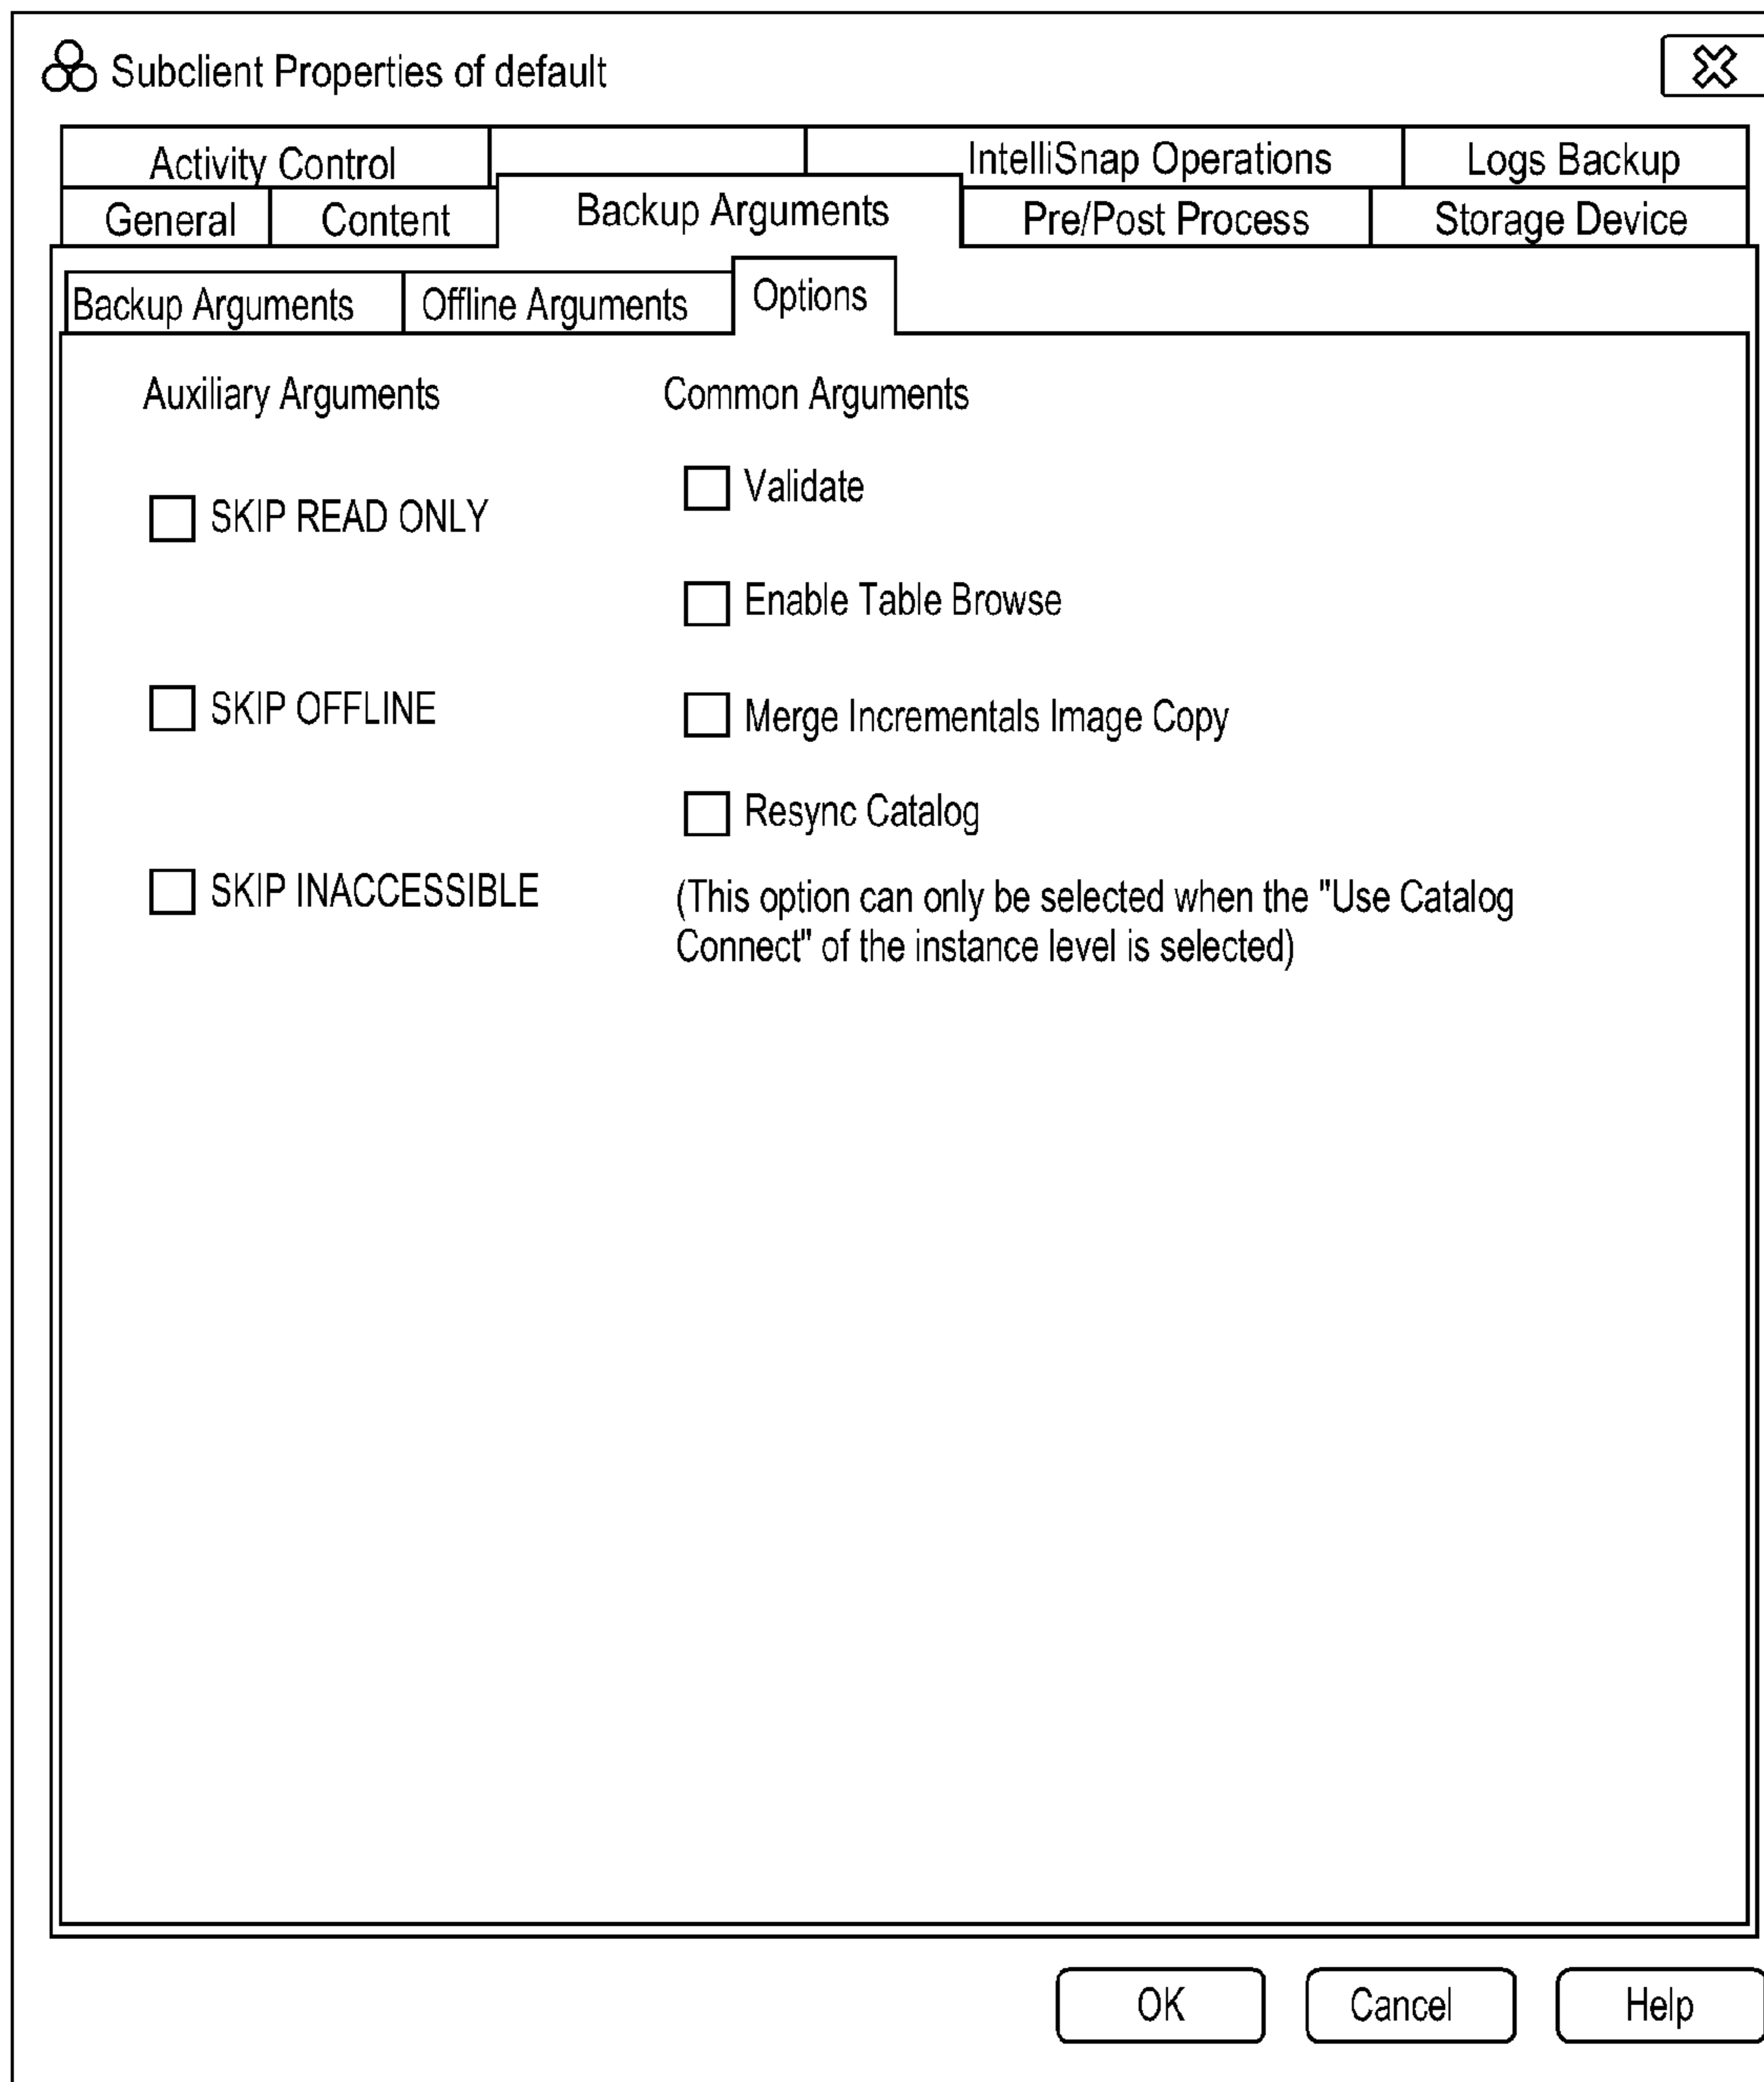 Subclient Properties of default
Activity Control
IntelliSnap Operations
Logs Backup
General
Content
Backup Arguments
Pre/Post Process
Storage Device
Backup Arguments
Offline Arguments
Options
Auxiliary Arguments
SKIP READ ONLY
SKIP OFFLINE
SKIP INACCESSIBLE
Common Arguments
Validate
Enable Table Browse
Merge Incrementals Image Copy
Resync Catalog
(This option can only be selected when the "Use Catalog
Connect" of the instance level is selected)
OK
Cancel
Help